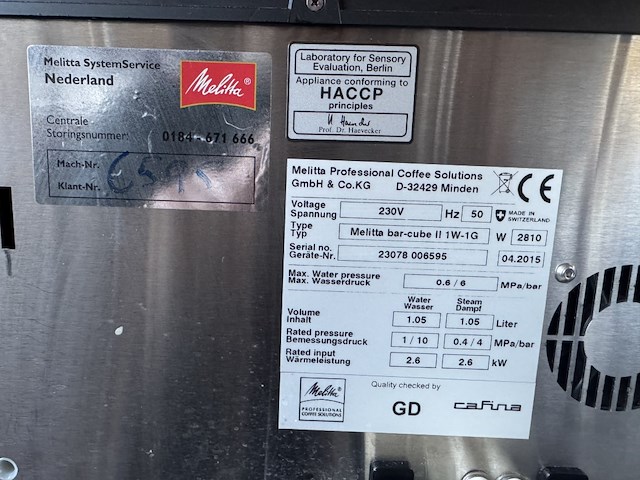 Melitta SystemService
Nederland
Melitta®
Centrale
Storingsnummer: 0184 - 671 666
Mach-Nr.
Klant-Nr.
Laboratory for Sensory
Evaluation, Berlin
Appliance conforming to
HACCP
principles
Prof. Dr. Haevecker
Melitta Professional Coffee Solutions
GmbH & Co.KG D-32429 Minden
CE
Voltage
Spannung 230V Hz 50 MADE IN
SWITZERLAND
Type
Typ Melitta bar-cube II 1W-1G W 2810
Serial no.
Geräte-Nr. 23078 006595 04.2015
Max. Water pressure
Max. Wasserdruck 0.6 / 6 MPa/bar
Water Steam
Wasser Dampf
Volume
Inhalt 1.05 1.05 Liter
Rated pressure
Bemessungsdruck 1 / 10 0.4 / 4 MPa/bar
Rated input
Wärmeleistung 2.6 2.6 kW
Melitta®
PROFESSIONAL
COFFEE SOLUTIONS
Quality checked by
GD cafina